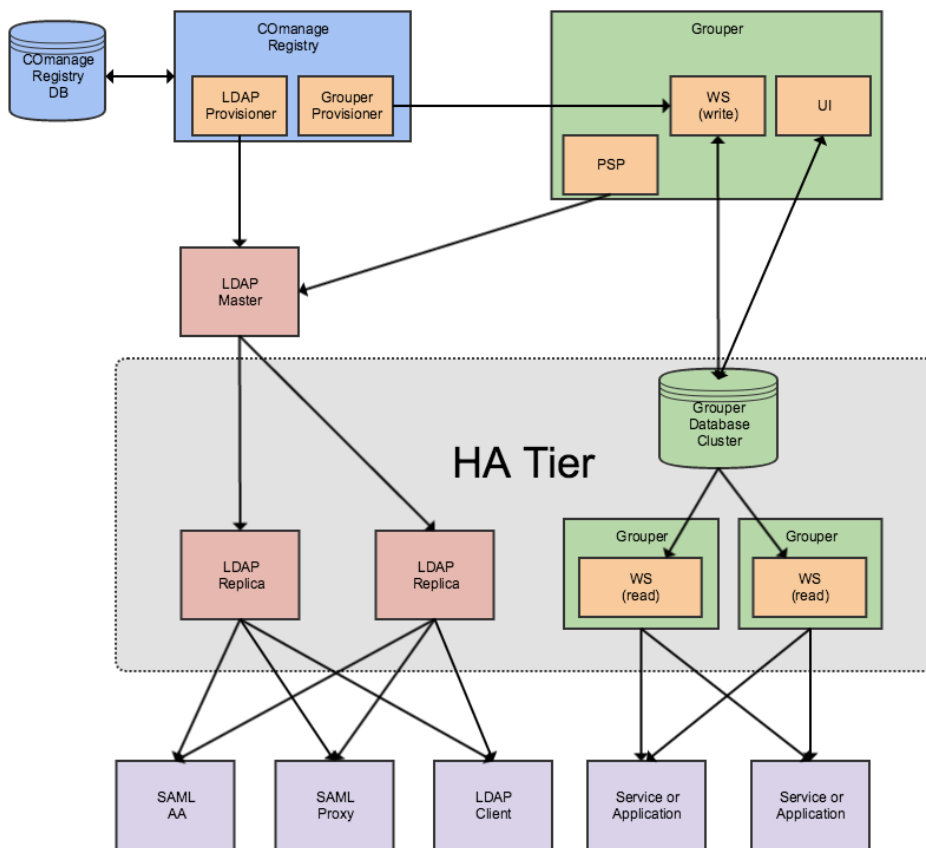 COmanage
Registry
DB
COmanage
Registry
LDAP
Provisioner
Grouper
Provisioner
Grouper
WS
(write)
UI
PSP
LDAP
Master
HA Tier
Grouper
Database
Cluster
LDAP
Replica
LDAP
Replica
Grouper
WS
(read)
Grouper
WS
(read)
SAML
AA
SAML
Proxy
LDAP
Client
Service or
Application
Service or
Application